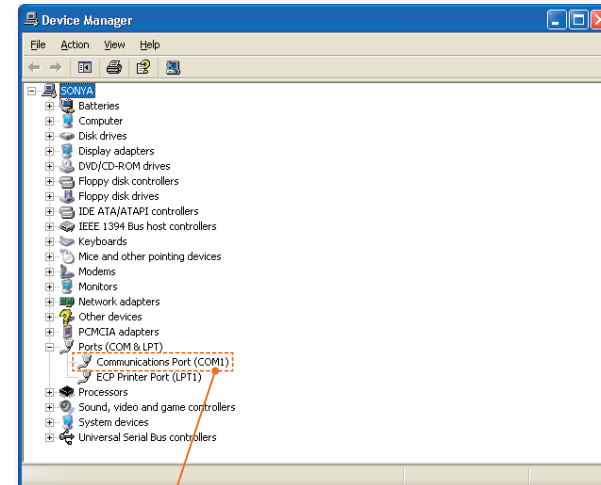 Device Manager
File Action View Help
SONYA
Batteries
Computer
Disk drives
Display adapters
DVD/CD-ROM drives
Floppy disk controllers
Floppy disk drives
IDE ATA/ATAPI controllers
IEEE 1394 Bus host controllers
Keyboards
Mice and other pointing devices
Modems
Monitors
Network adapters
Other devices
PCMCIA adapters
Ports (COM & LPT)
Communications Port (COM1)
ECP Printer Port (LPT1)
Processors
Sound, video and game controllers
System devices
Universal Serial Bus controllers